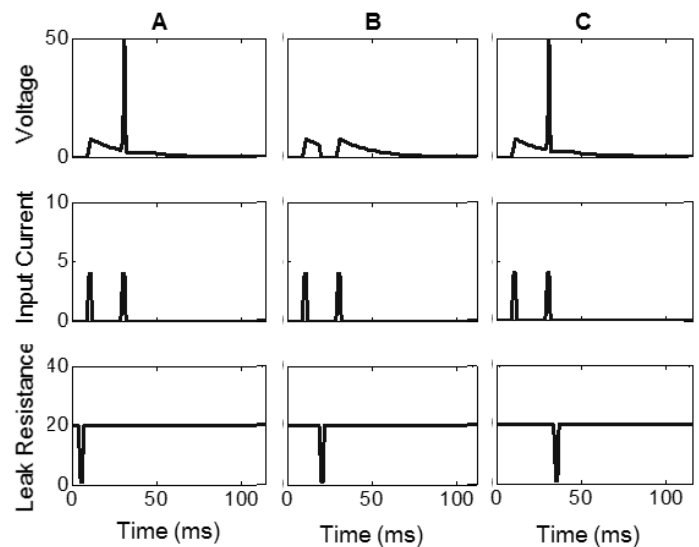 A B C
Voltage
50
0
Input Current
10
5
0
Leak Resistance
40
20
0
0 50 100
0 50 100
0 50 100
Time (ms)
Time (ms)
Time (ms)